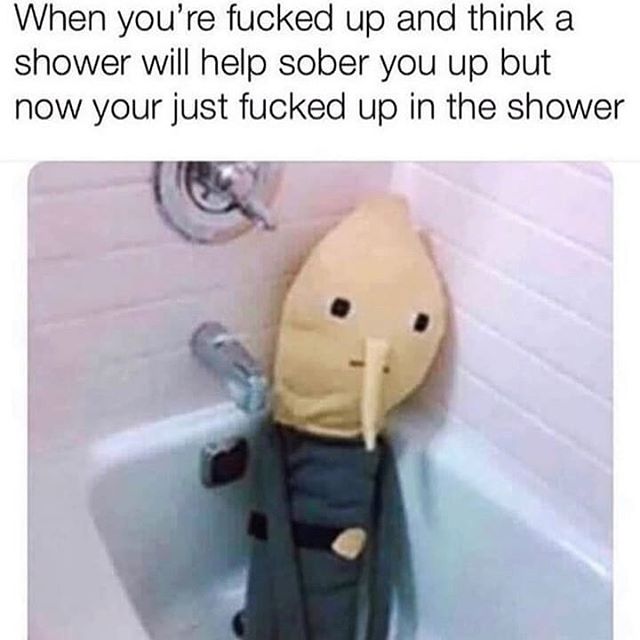 When you're fucked up and think a
shower will help sober you up but
now your just fucked up in the shower